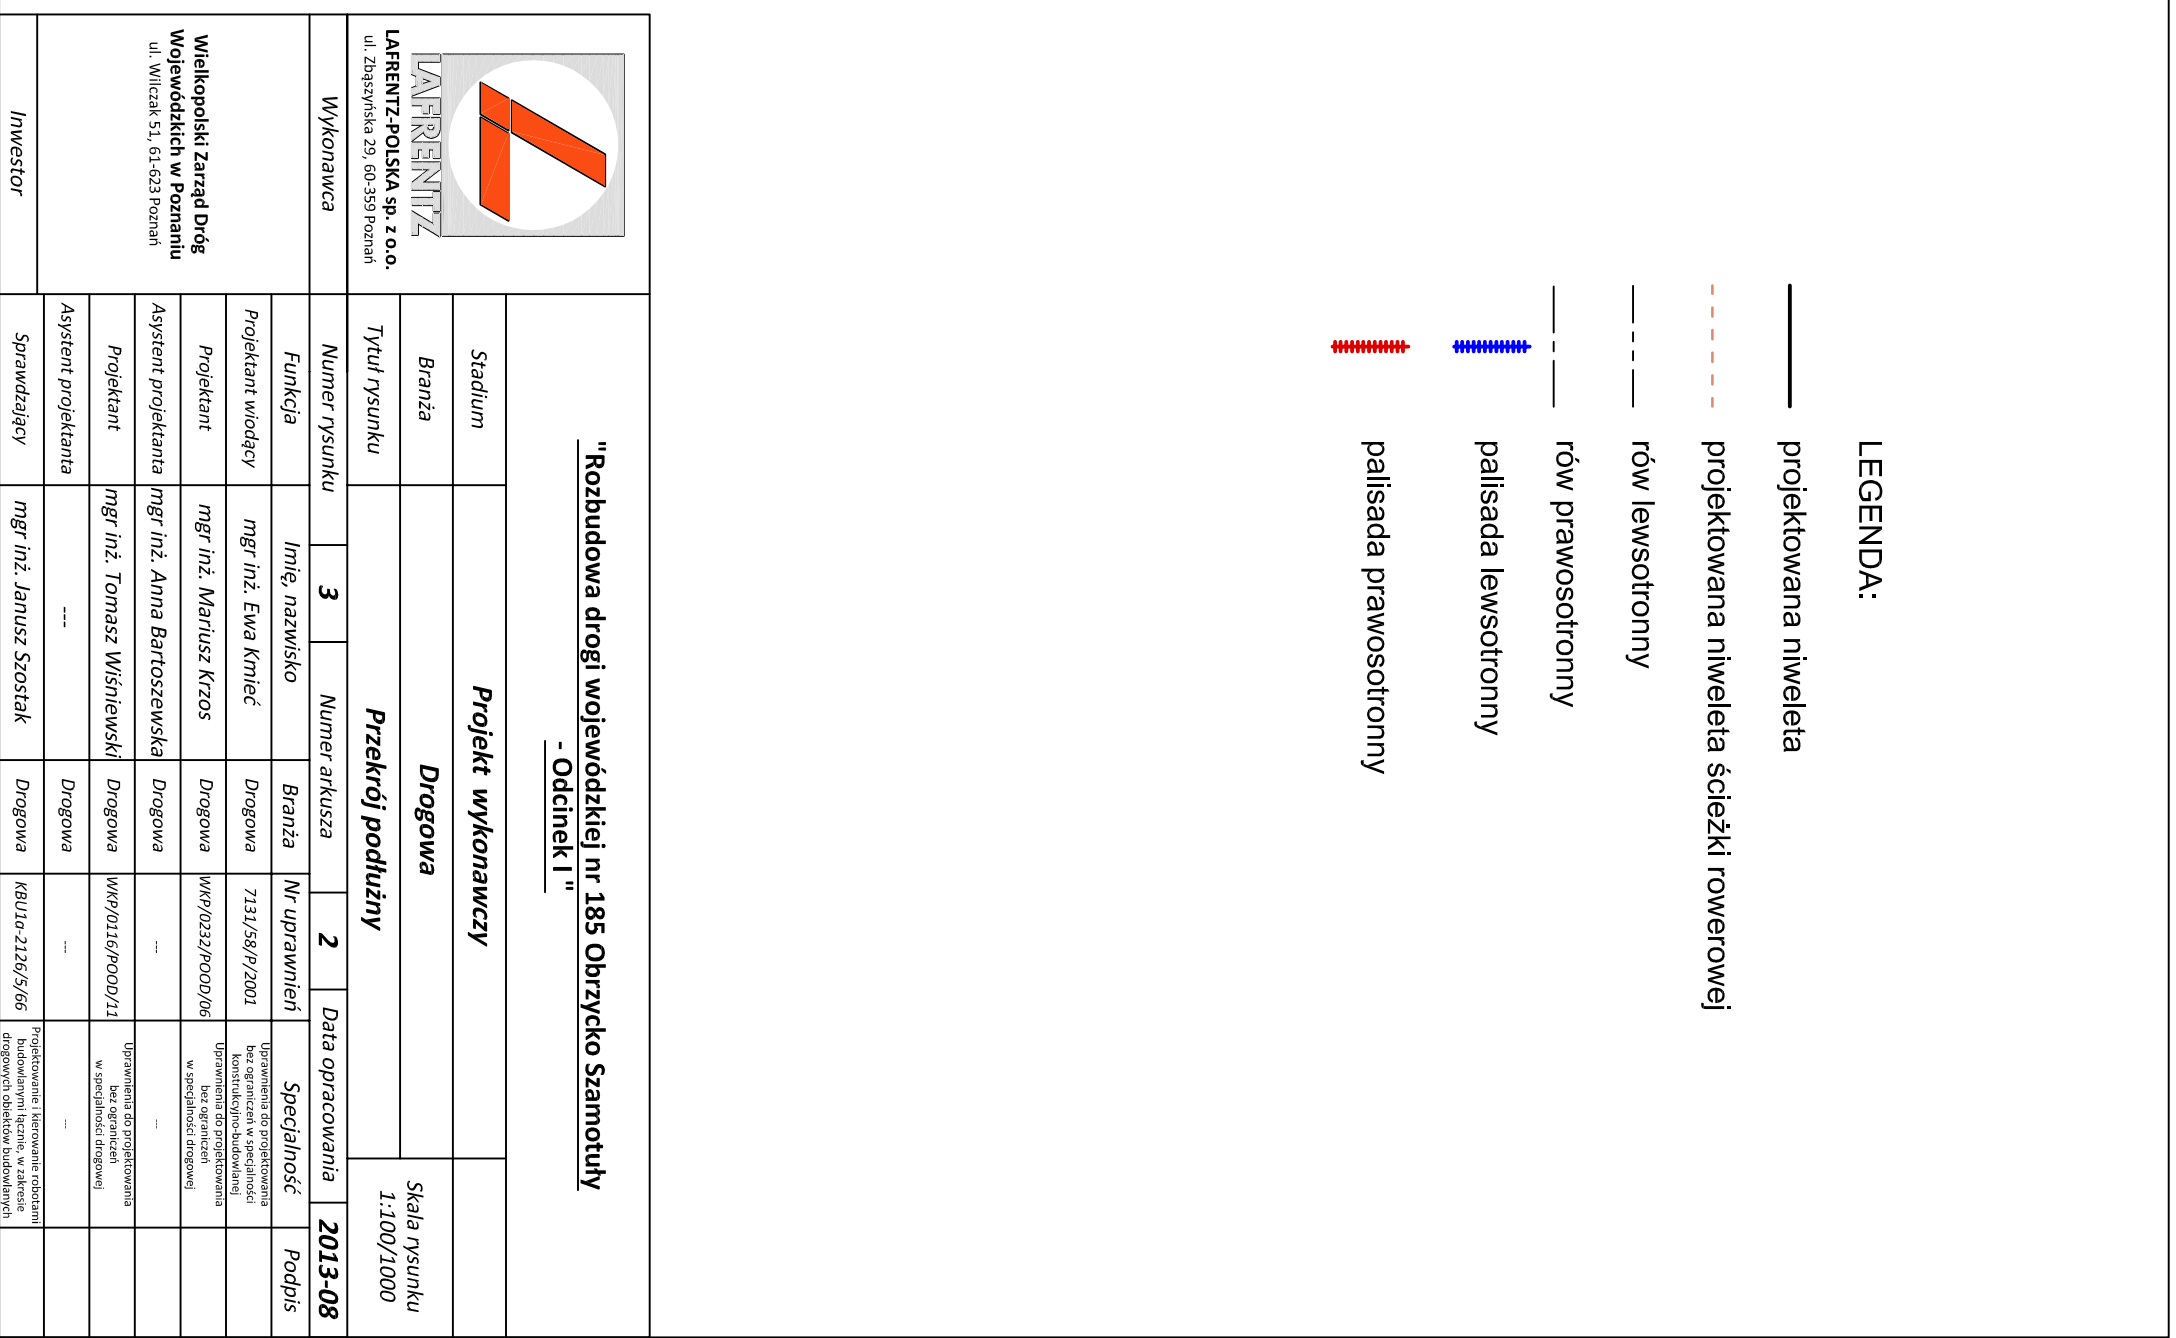 LEGENDA:
projektowana niweleta
projektowana niweleta ścieżki rowerowej
rów lewsotronny
rów prawosotronny
palisada lewsotronny
palisada prawosotronny
LAFRENTZ
LAFRENTZ-POLSKA sp. z o.o.
ul. Zbąszyńska 29, 60-359 Poznań
Wykonawca
"Rozbudowa drogi wojewódzkiej nr 185 Obrzycko Szamotuły
- Odcinek I "
Stadium
Projekt wykonawczy
Branża
Drogowa
Skala rysunku
1:100/1000
Tytuł rysunku
Przekrój podłużny
Numer rysunku
3
Numer arkusza
2
Data opracowania
2013-08
Wielkopolski Zarząd Dróg
Wojewódzkich w Poznaniu
ul. Wilczak 51, 61-623 Poznań
Inwestor
Funkcja
Imię, nazwisko
Branża
Nr uprawnień
Specjalność
Podpis
Projektant wiodący
mgr inż. Ewa Kmieć
Drogowa
7131/58/P/2001
Uprawnienia do projektowania
bez ograniczeń w specjalności
konstrukcyjno-budowlanej
Projektant
mgr inż. Mariusz Krzos
Drogowa
WKP/0232/POOD/06
Uprawnienia do projektowania
bez ograniczeń
w specjalności drogowej
Asystent projektanta
mgr inż. Anna Bartoszewska
Drogowa
---
---
Projektant
mgr inż. Tomasz Wiśniewski
Drogowa
WKP/0116/POOD/11
Uprawnienia do projektowania
bez ograniczeń
w specjalności drogowej
Asystent projektanta
---
Drogowa
---
---
Sprawdzający
mgr inż. Janusz Szostak
Drogowa
KBU1a-2126/5/66
Projektowanie i kierowanie robotami
budowlanymi łącznie, w zakresie
drogowych obiektów budowlanych